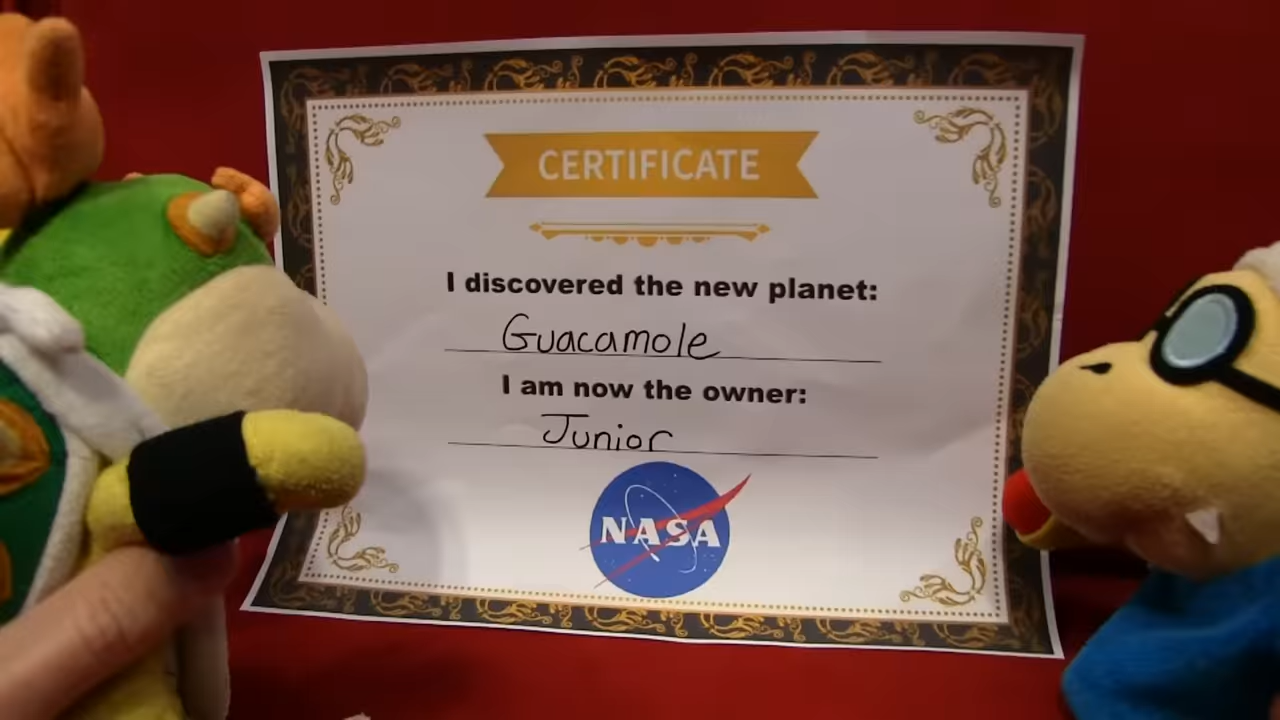 CERTIFICATE
I discovered the new planet:
Guacamole
I am now the owner:
Junior
NASA